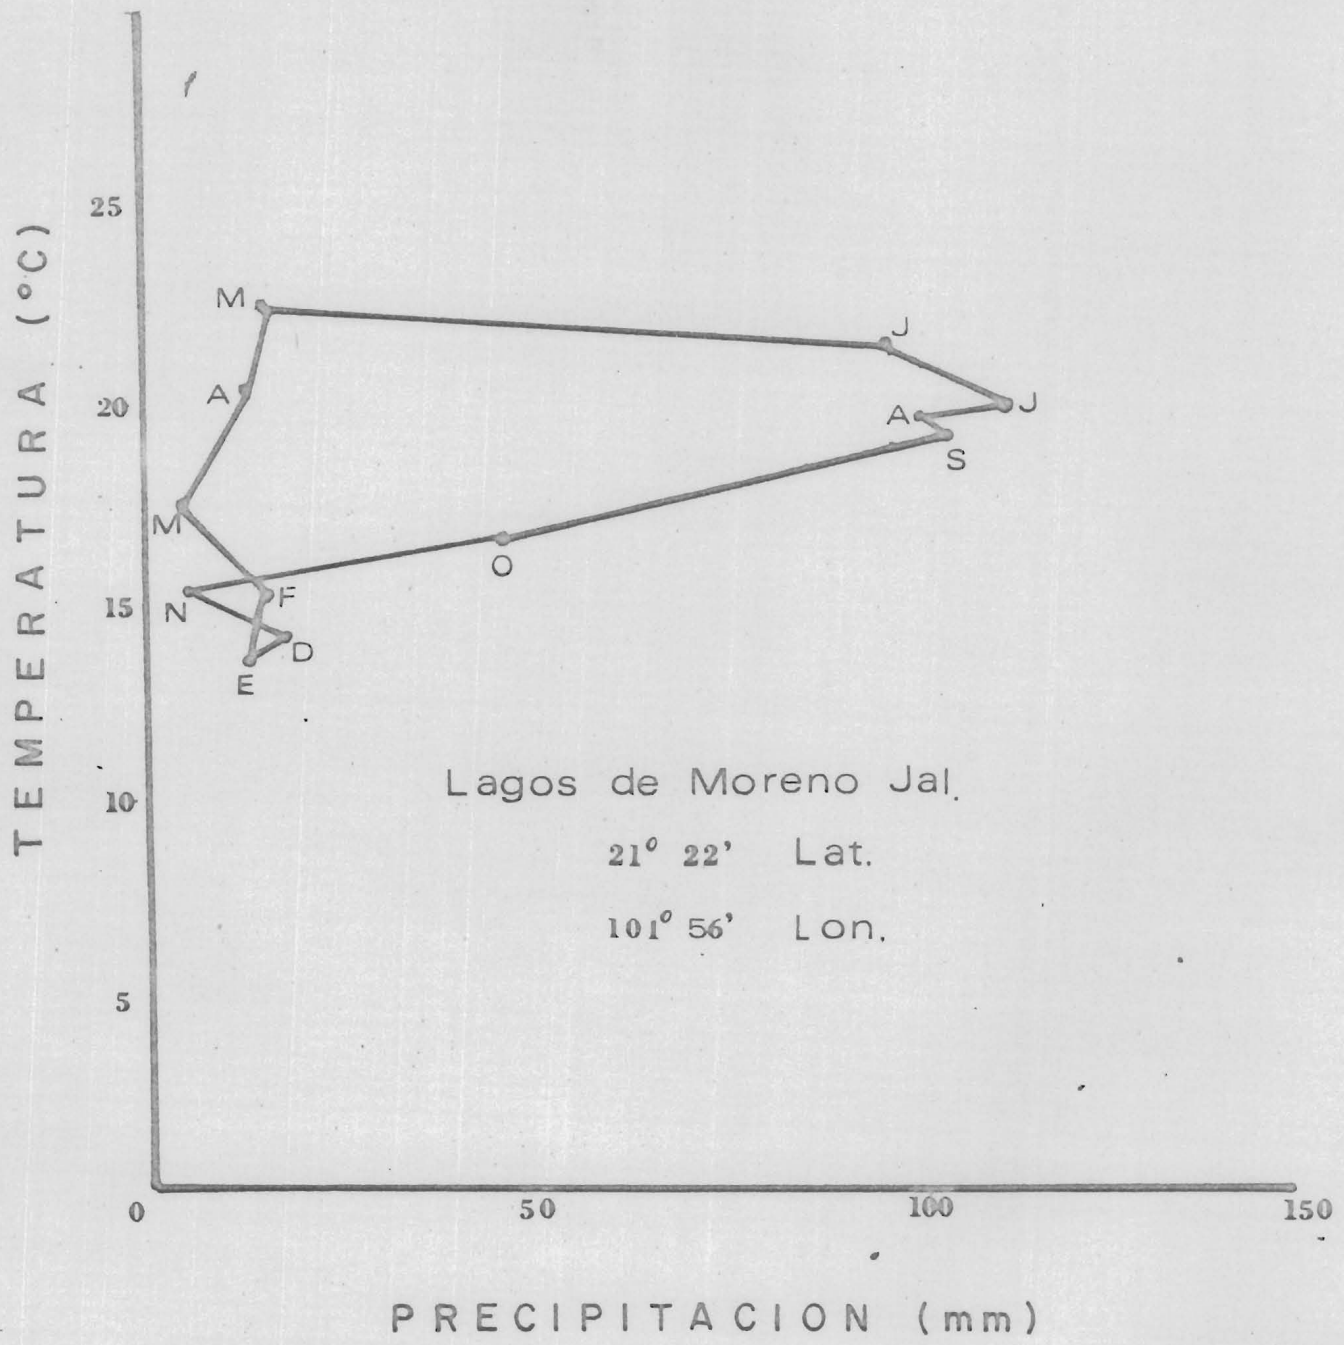 TEMPERATURA (°C)
25
20
15
10
5
0
50
100
150
M
J
A
J
A
S
M
O
N
F
D
E
Lagos de Moreno Jal.
21° 22' Lat.
101° 56' Lon.
PRECIPITACION (mm)